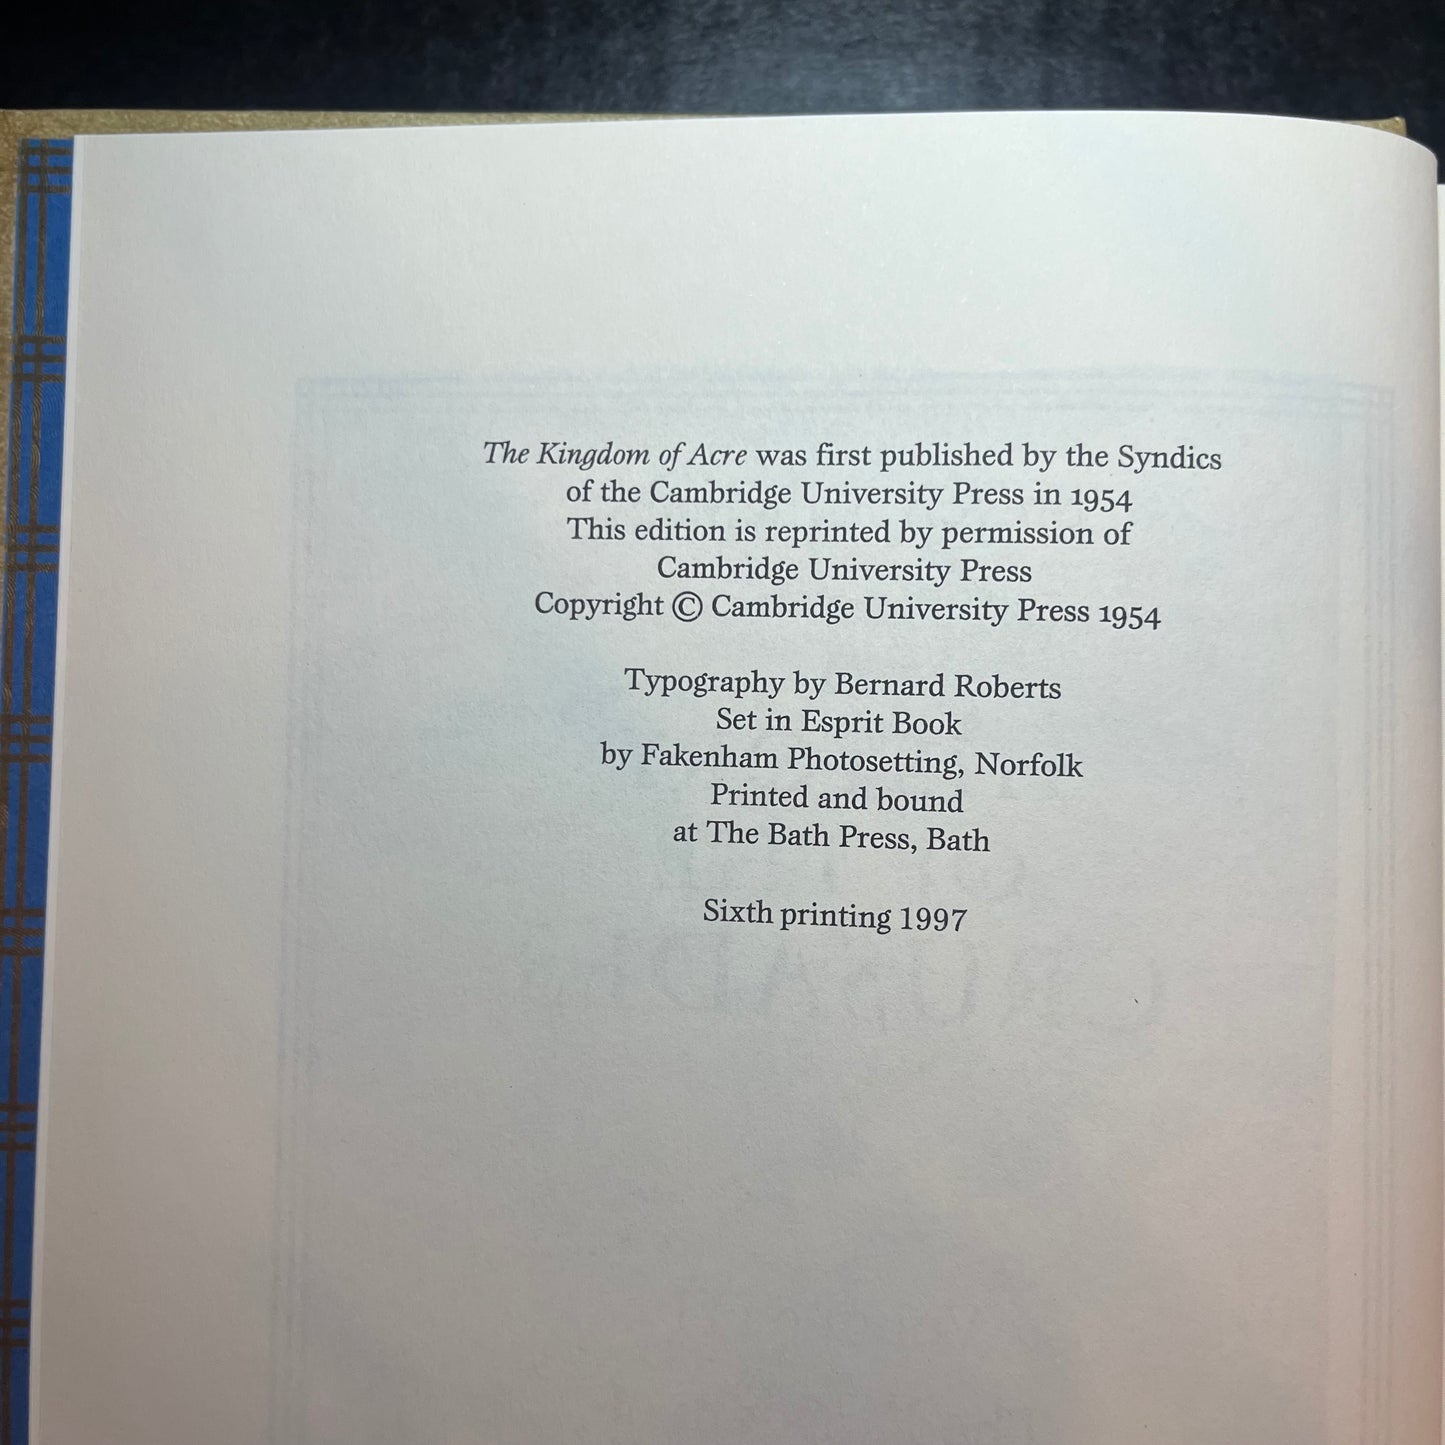 The Kingdom of Acre was first published by the Syndics
of the Cambridge University Press in 1954
This edition is reprinted by permission of
Cambridge University Press
Copyright © Cambridge University Press 1954
Typography by Bernard Roberts
Set in Esprit Book
by Fakenham Photosetting, Norfolk
Printed and bound
at The Bath Press, Bath
Sixth printing 1997